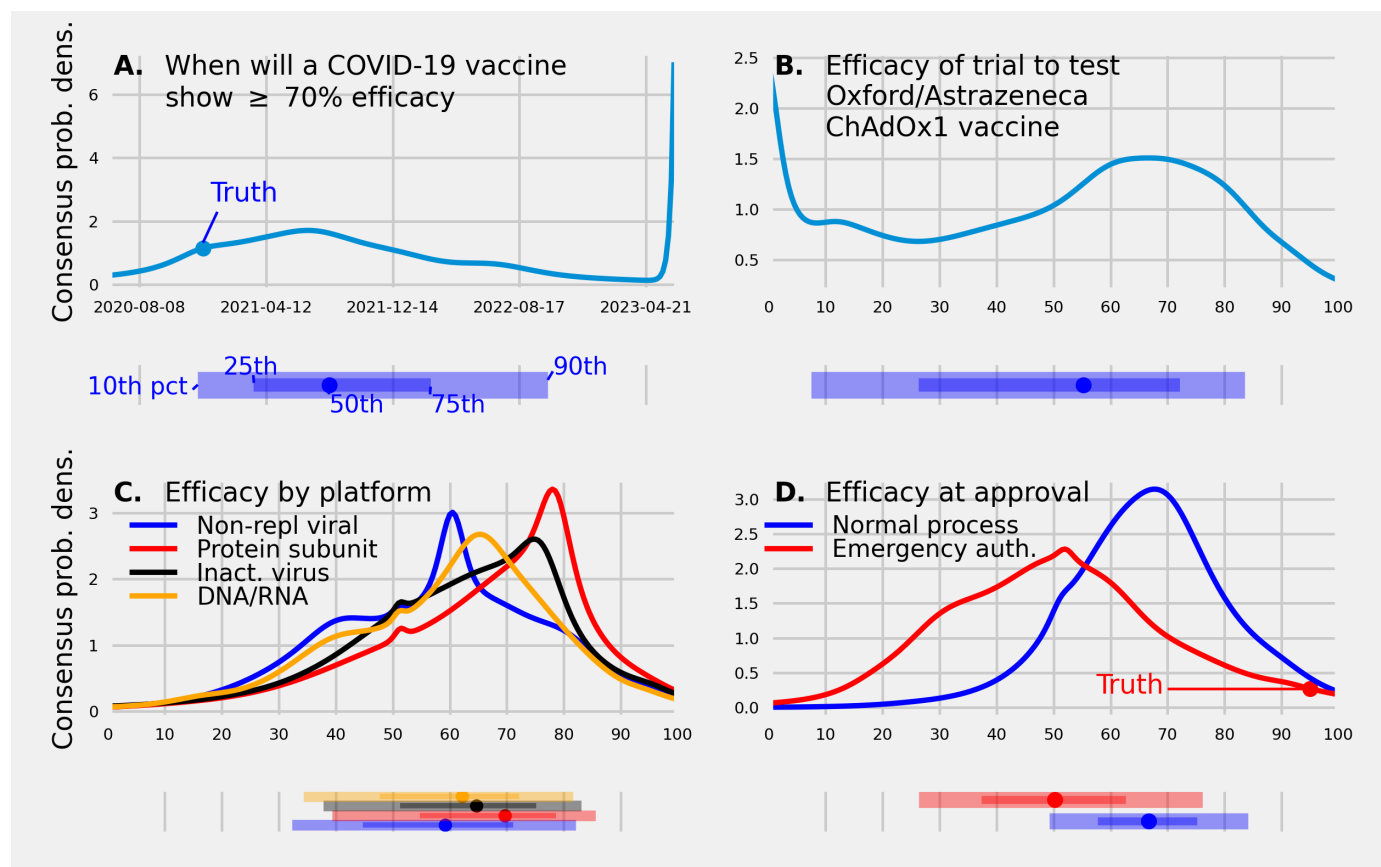 Consensus prob. dens.
A. When will a COVID-19 vaccine
show ≥ 70% efficacy
6
4
2
0
Truth
2020-08-08 2021-04-12 2021-12-14 2022-08-17 2023-04-21
10th pct
25th
50th
75th
90th
B. Efficacy of trial to test
Oxford/Astrazeneca
ChAdOx1 vaccine
2.5
2.0
1.5
1.0
0.5
0 10 20 30 40 50 60 70 80 90 100
Consensus prob. dens.
C. Efficacy by platform
Non-repl viral
Protein subunit
Inact. virus
DNA/RNA
3
2
1
0
0 10 20 30 40 50 60 70 80 90 100
D. Efficacy at approval
Normal process
Emergency auth.
3.0
2.5
2.0
1.5
1.0
0.5
0.0
Truth
0 10 20 30 40 50 60 70 80 90 100